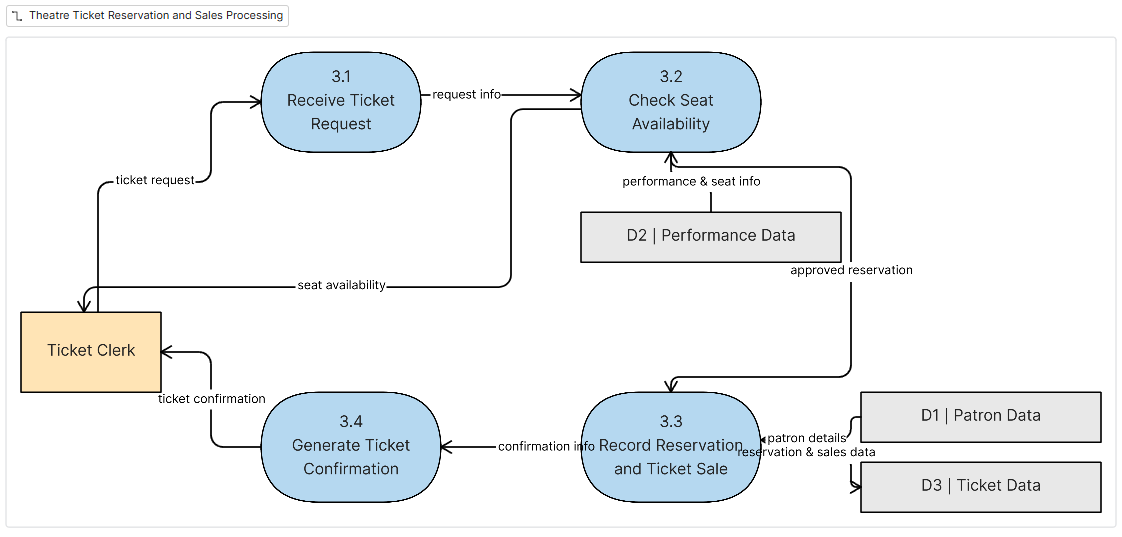 Theatre Ticket Reservation and Sales Processing
3.1
Receive Ticket
Request
request info
3.2
Check Seat
Availability
ticket request
performance & seat info
D2 | Performance Data
approved reservation
seat availability
Ticket Clerk
ticket confirmation
3.4
Generate Ticket
Confirmation
confirmation info
3.3
Record Reservation
and Ticket Sale
patron details
reservation & sales data
D1 | Patron Data
D3 | Ticket Data